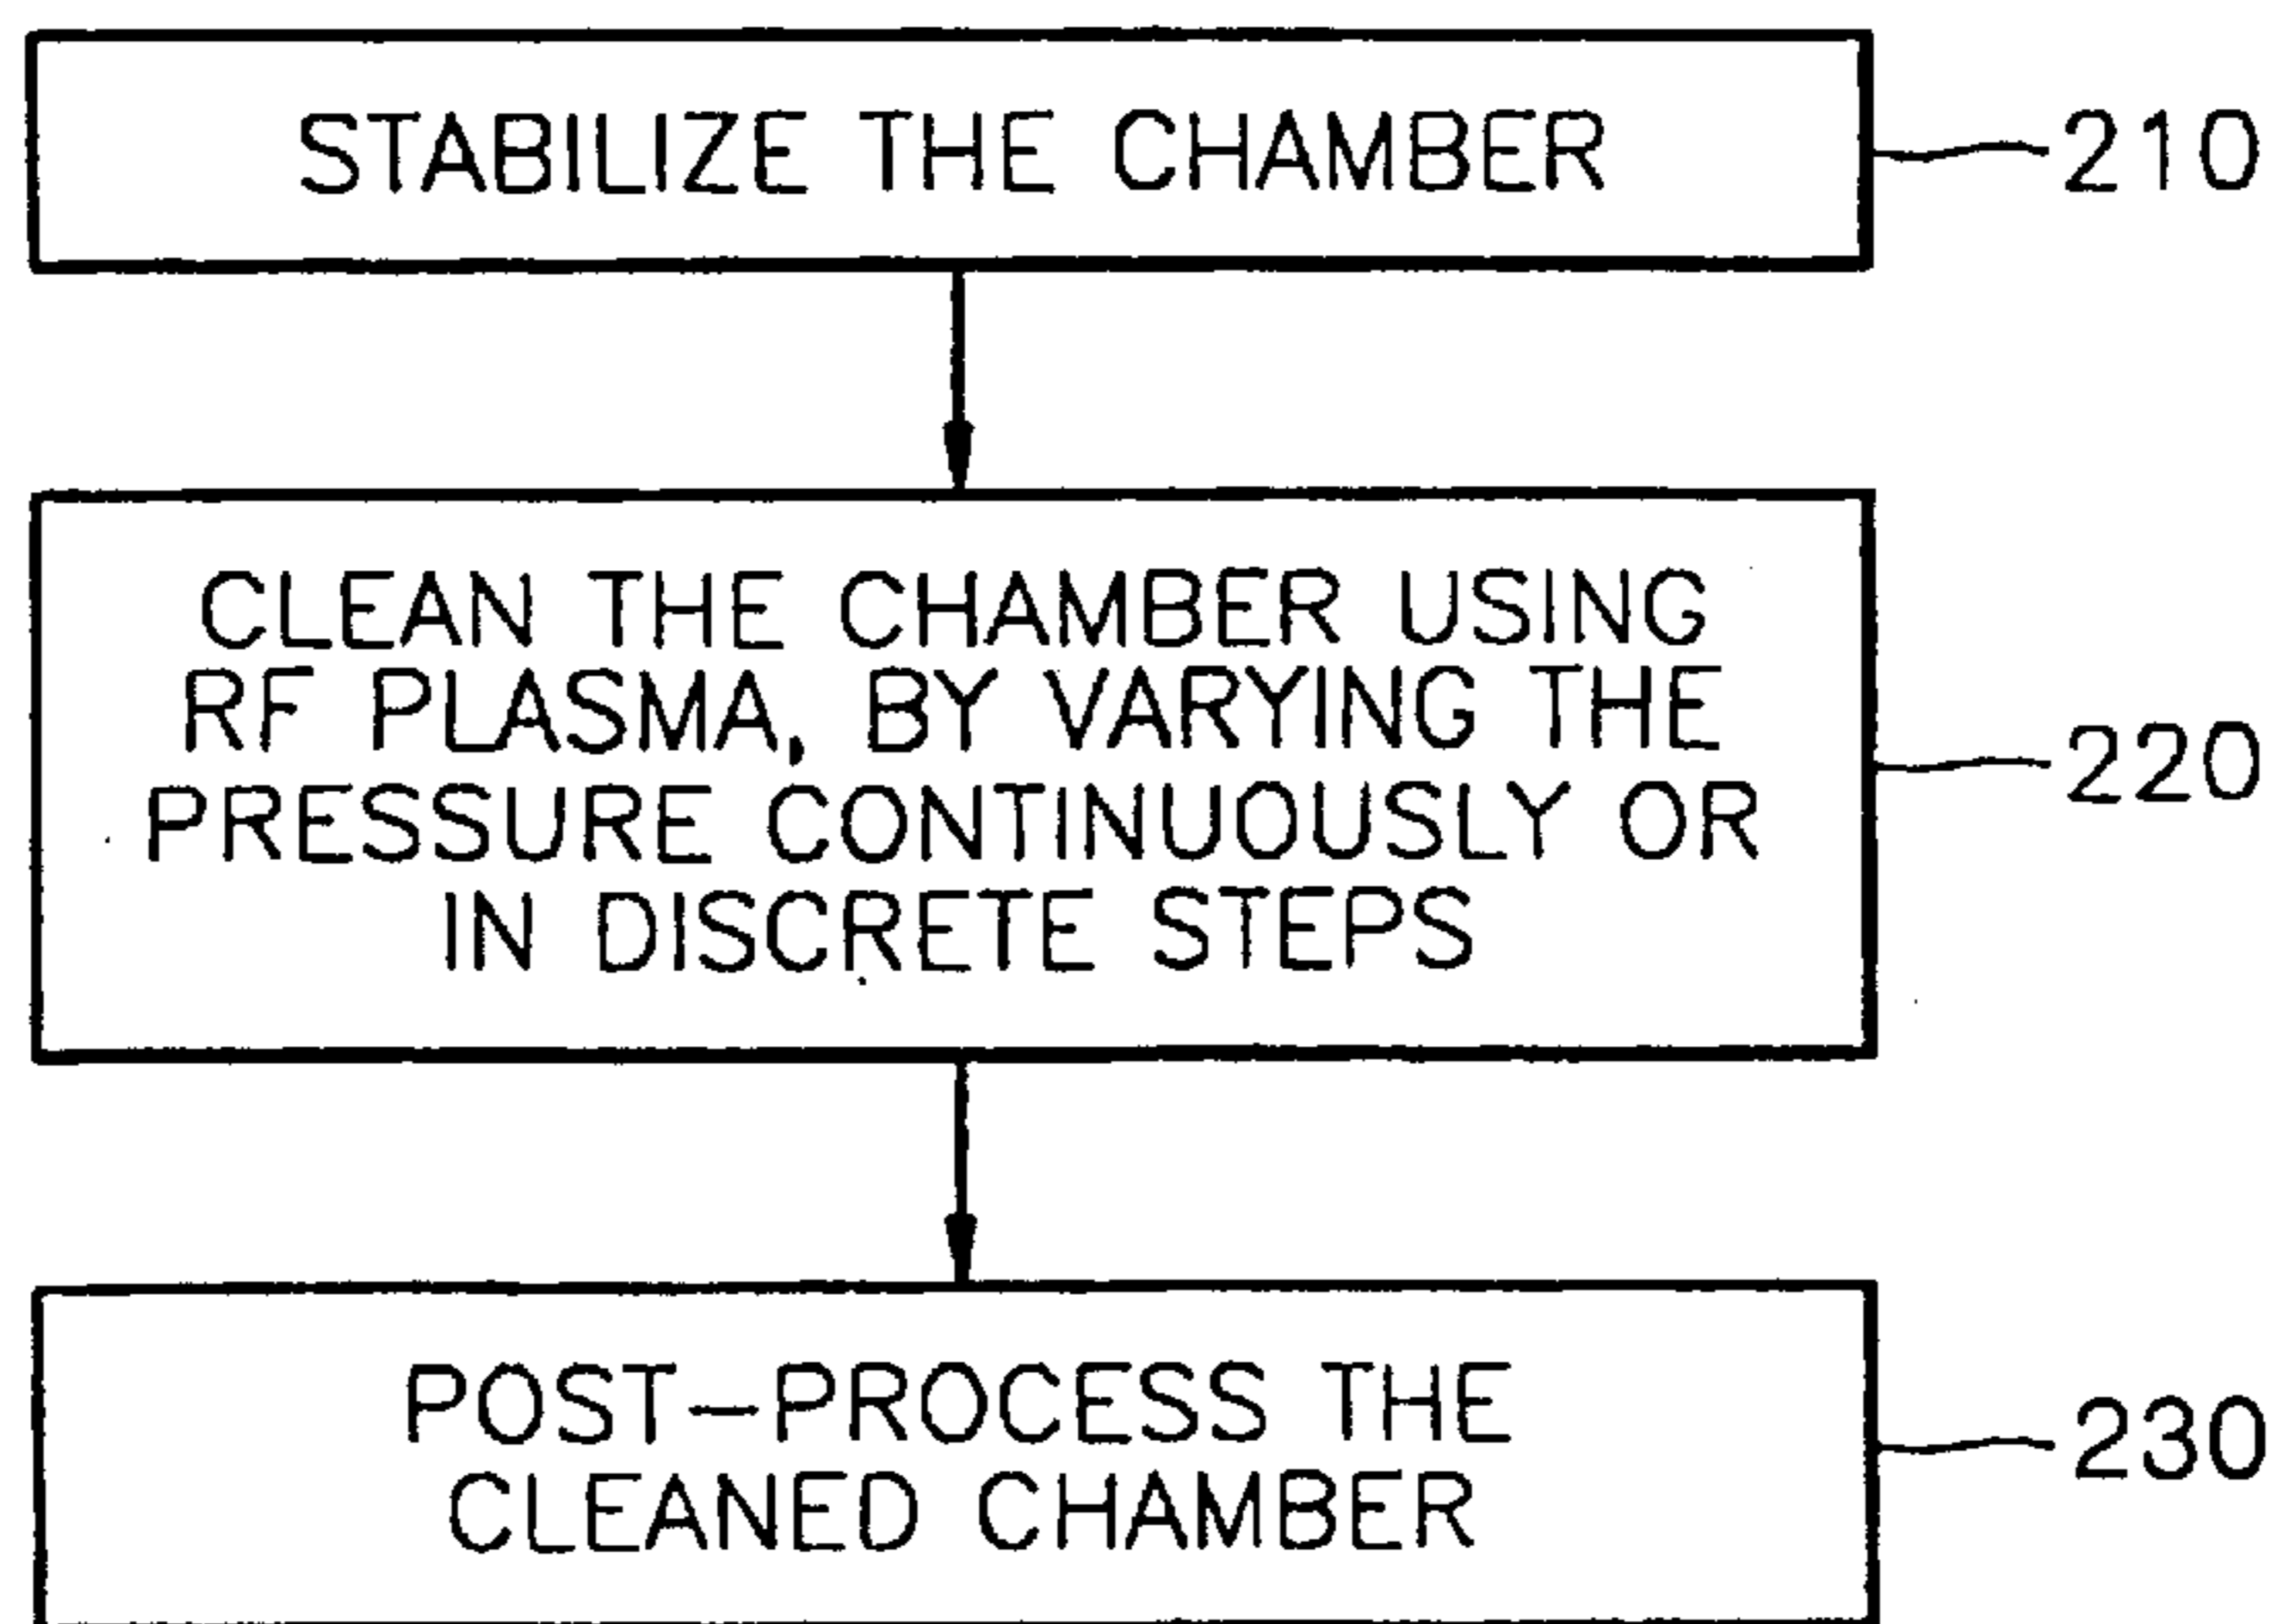 STABILIZE THE CHAMBER
210
CLEAN THE CHAMBER USING
RF PLASMA, BY VARYING THE
PRESSURE CONTINUOUSLY OR
IN DISCRETE STEPS
220
POST-PROCESS THE
CLEANED CHAMBER
230